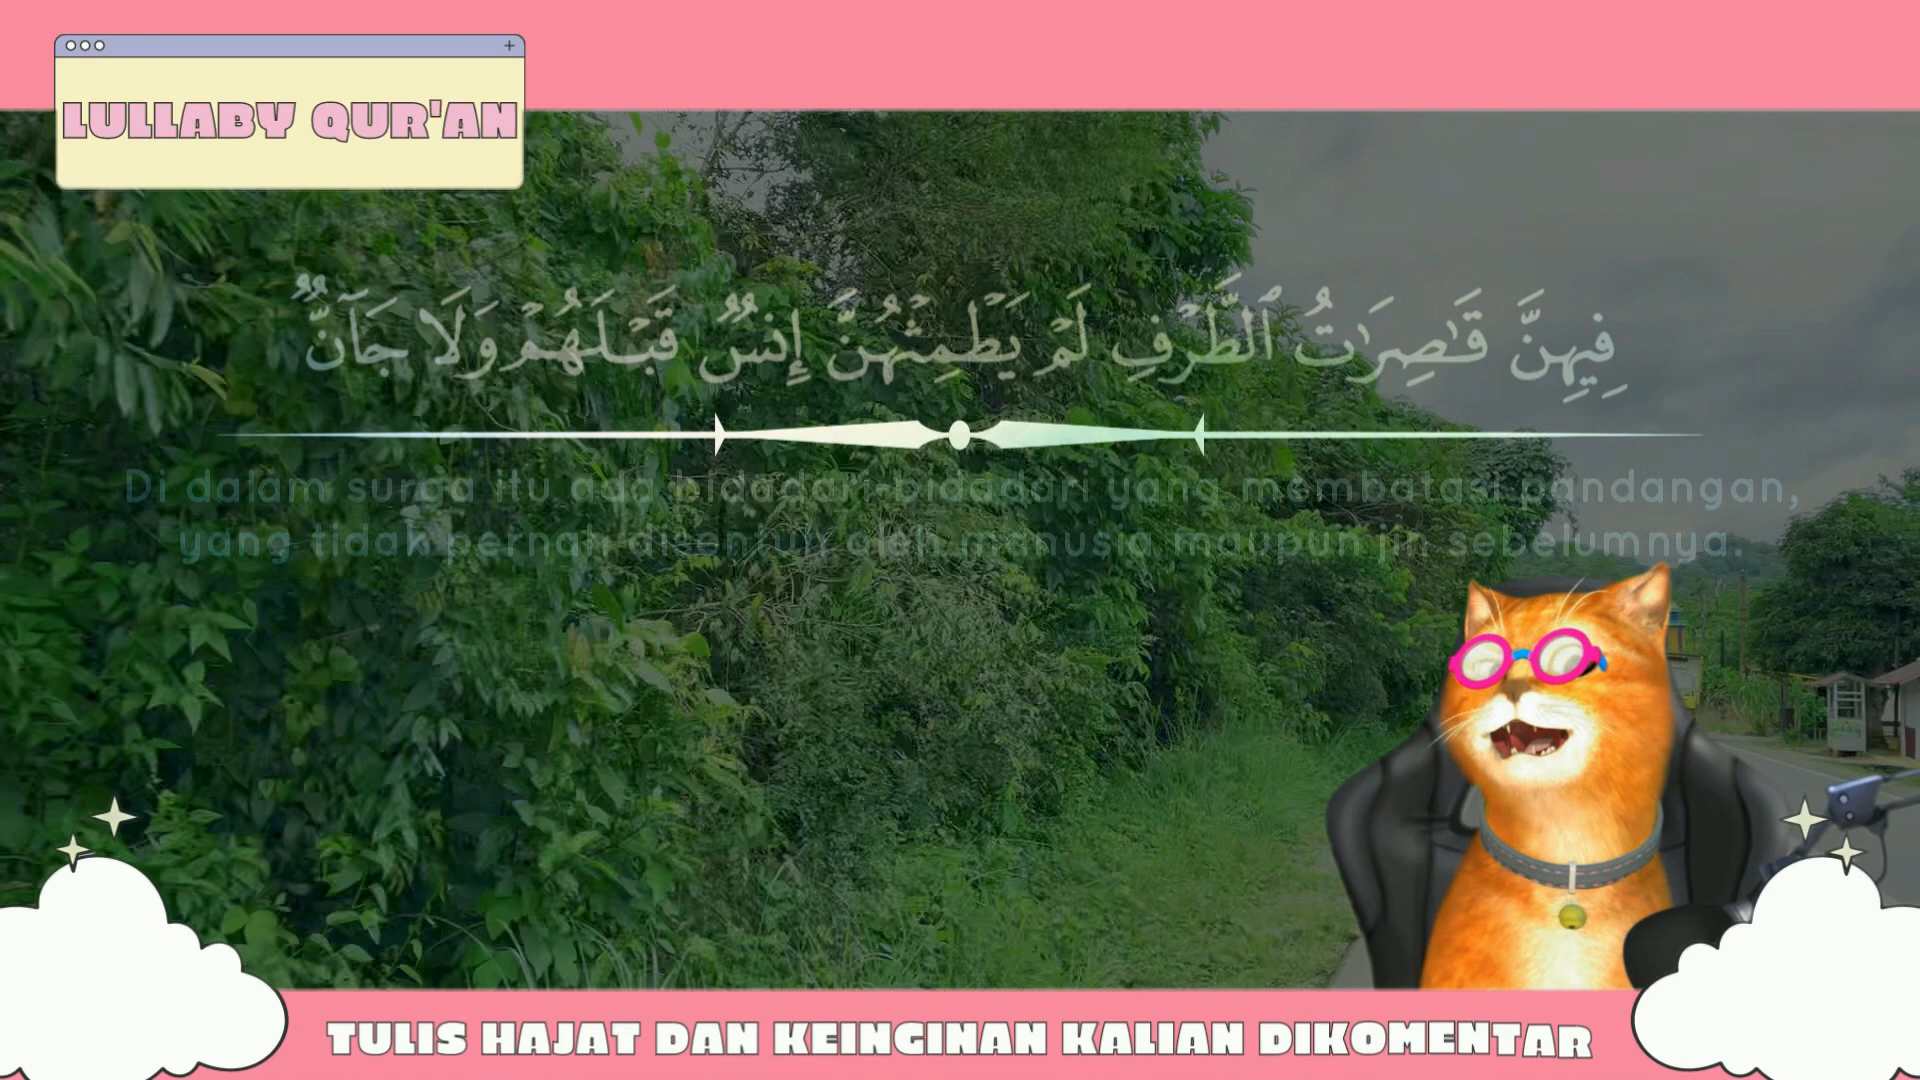 LULLABY QUR'AN
فِيهِنَّ قَٰصِرَٰتُ ٱلطَّرْفِ لَمْ يَطْمِثْهُنَّ إِنسٌ قَبْلَهُمْ وَلَا جَآنٌّ
Di dalam surga itu ada bidadari-bidadari yang membatasi pandangan,
yang tidak pernah disentuh oleh manusia maupun jin sebelumnya.
TULIS HAJAT DAN KEINGINAN KALIAN DIKOMENTAR